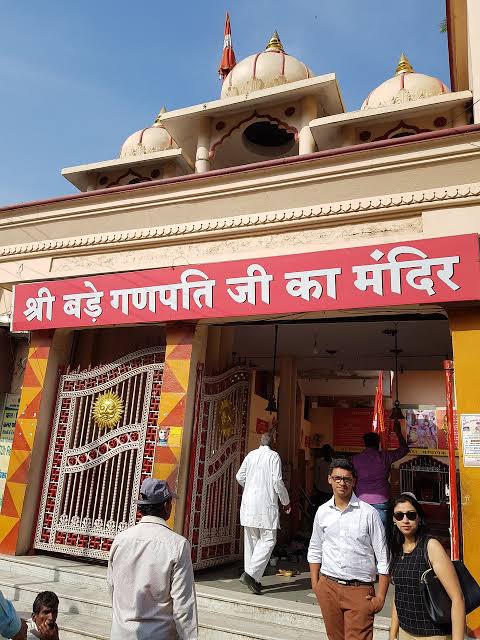 श्री बड़े गणपति जी का मंदिर